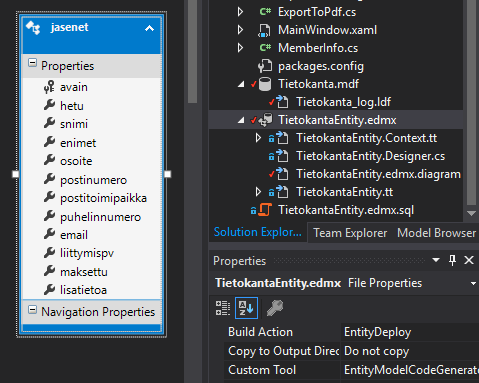 jasenet
Properties
avain
hetu
snimi
enimet
osoite
postinumero
postitoimipaikka
puhelinnumero
email
liittymispv
maksettu
lisatietoa
Navigation Properties
ExportToPdf.cs
MainWindow.xaml
MemberInfo.cs
packages.config
Tietokanta.mdf
Tietokanta_log.ldf
TietokantaEntity.edmx
TietokantaEntity.Context.tt
TietokantaEntity.Designer.cs
TietokantaEntity.edmx.diagram
TietokantaEntity.tt
TietokantaEntity.edmx.sql
Solution Explor... Team Explorer Model Browser
Properties
TietokantaEntity.edmx File Properties
Build Action EntityDeploy
Copy to Output Direc Do not copy
Custom Tool EntityModelCodeGenerate